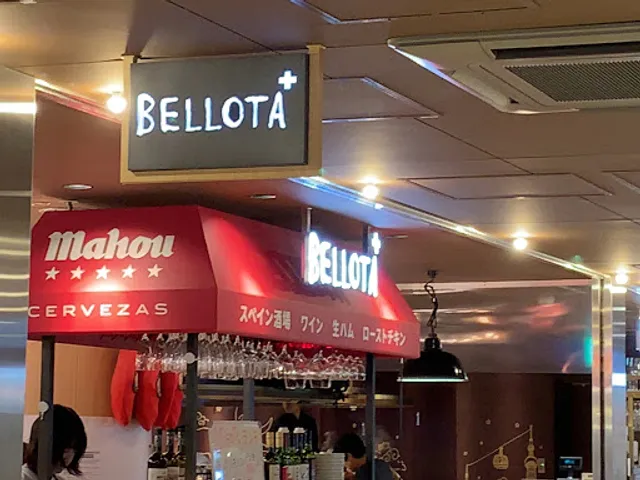 BELLOTA+
mahou
★★★★★
CERVEZAS
BELLOTA+
スペイン酒場 ワイン 生ハム ローストチキン